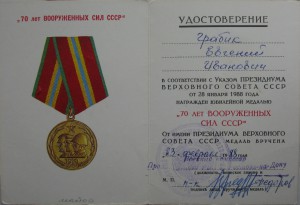 "70 ЛЕТ ВООРУЖЕННЫХ СИЛ СССР"
УДОСТОВЕРЕНИЕ
Грабик
Евгений
Иванович
В СООТВЕТСТВИИ С УКАЗОМ ПРЕЗИДИУМА
ВЕРХОВНОГО СОВЕТА СССР
ОТ 28 ЯНВАРЯ 1988 ГОДА
НАГРАЖДЕН ЮБИЛЕЙНОЙ МЕДАЛЬЮ
"70 ЛЕТ ВООРУЖЕННЫХ
СИЛ СССР"
ОТ ИМЕНИ ПРЕЗИДИУМА ВЕРХОВНОГО
СОВЕТА СССР МЕДАЛЬ ВРУЧЕНА
23 февраля
М. П.